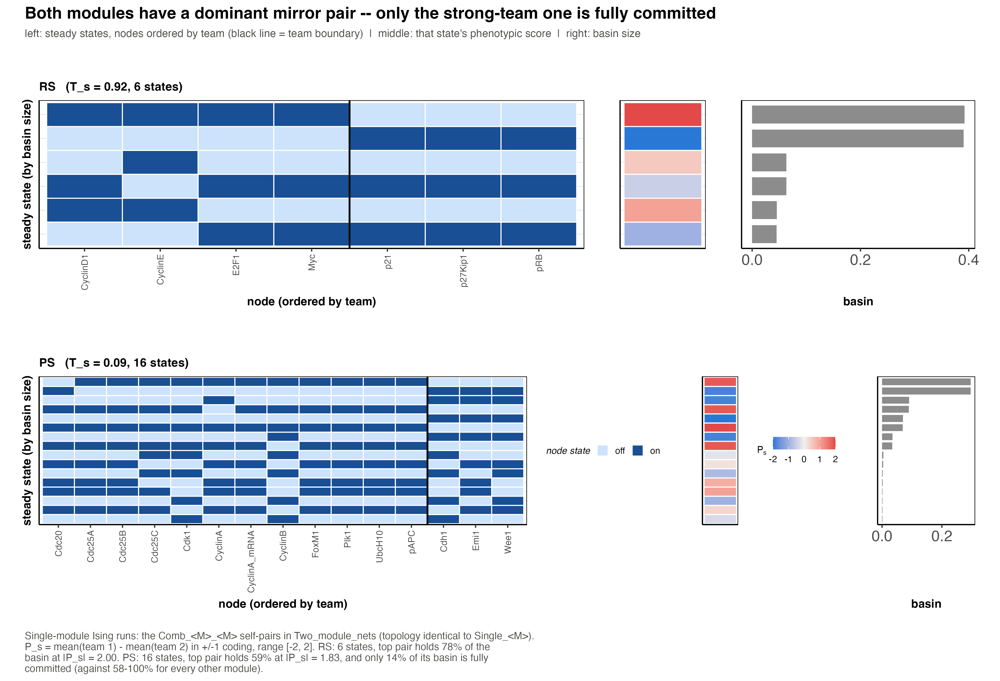 Both modules have a dominant mirror pair -- only the strong-team one is fully committed
left: steady states, nodes ordered by team (black line = team boundary) | middle: that state's phenotypic score | right: basin size
RS (T_s = 0.92, 6 states)
steady state (by basin size)
CyclinD1
CyclinE
E2F1
Myc
p21
p27Kip1
pRB
node (ordered by team)
0.0
0.2
0.4
basin
PS (T_s = 0.09, 16 states)
steady state (by basin size)
Cdc20
Cdc25A
Cdc25B
Cdc25C
Cdk1
CyclinA
CyclinA_mRNA
CyclinB
FoxM1
Plk1
UbcH10
pAPC
Cdh1
Emi1
Wee1
node (ordered by team)
node state off on
Ps
-2 -1 0 1 2
0.0
0.2
basin
Single-module Ising runs: the Comb_<M>_<M> self-pairs in Two_module_nets (topology identical to Single_<M>).
P_s = mean(team 1) - mean(team 2) in +/-1 coding, range [-2, 2]. RS: 6 states, top pair holds 78% of the
basin at |P_s| = 2.00. PS: 16 states, top pair holds 59% at |P_s| = 1.83, and only 14% of its basin is fully
committed (against 58-100% for every other module).